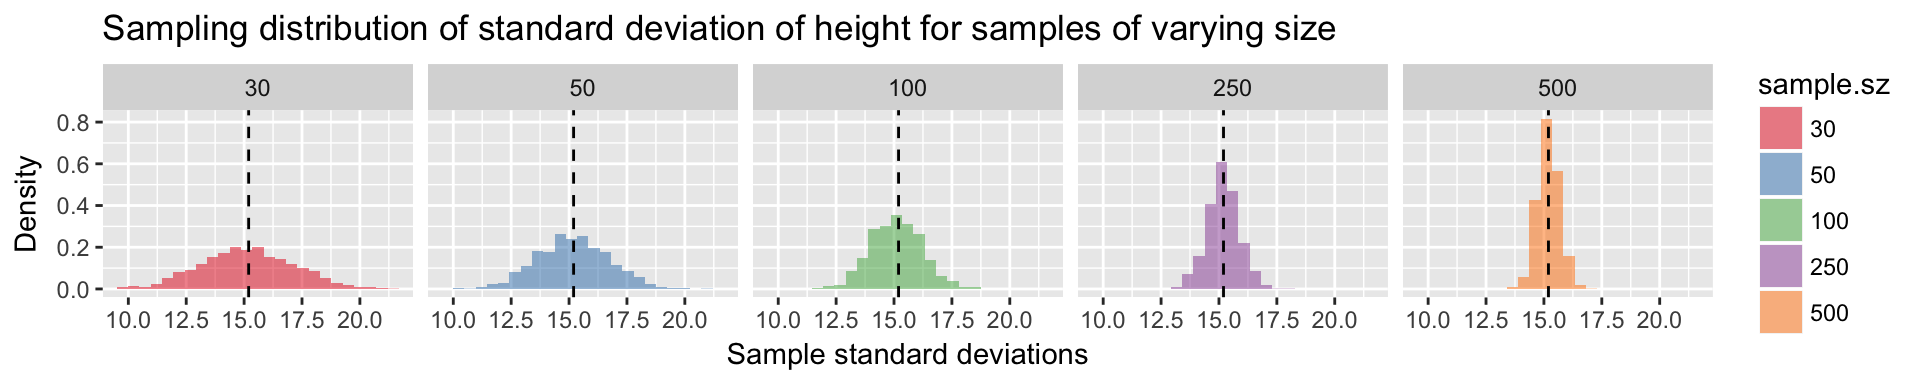 Sampling distribution of standard deviation of height for samples of varying size
30 50 100 250 500
Density
0.8
0.6
0.4
0.2
0.0
10.0 12.5 15.0 17.5 20.0 10.0 12.5 15.0 17.5 20.0 10.0 12.5 15.0 17.5 20.0 10.0 12.5 15.0 17.5 20.0 10.0 12.5 15.0 17.5 20.0
Sample standard deviations
sample.sz
30
50
100
250
500